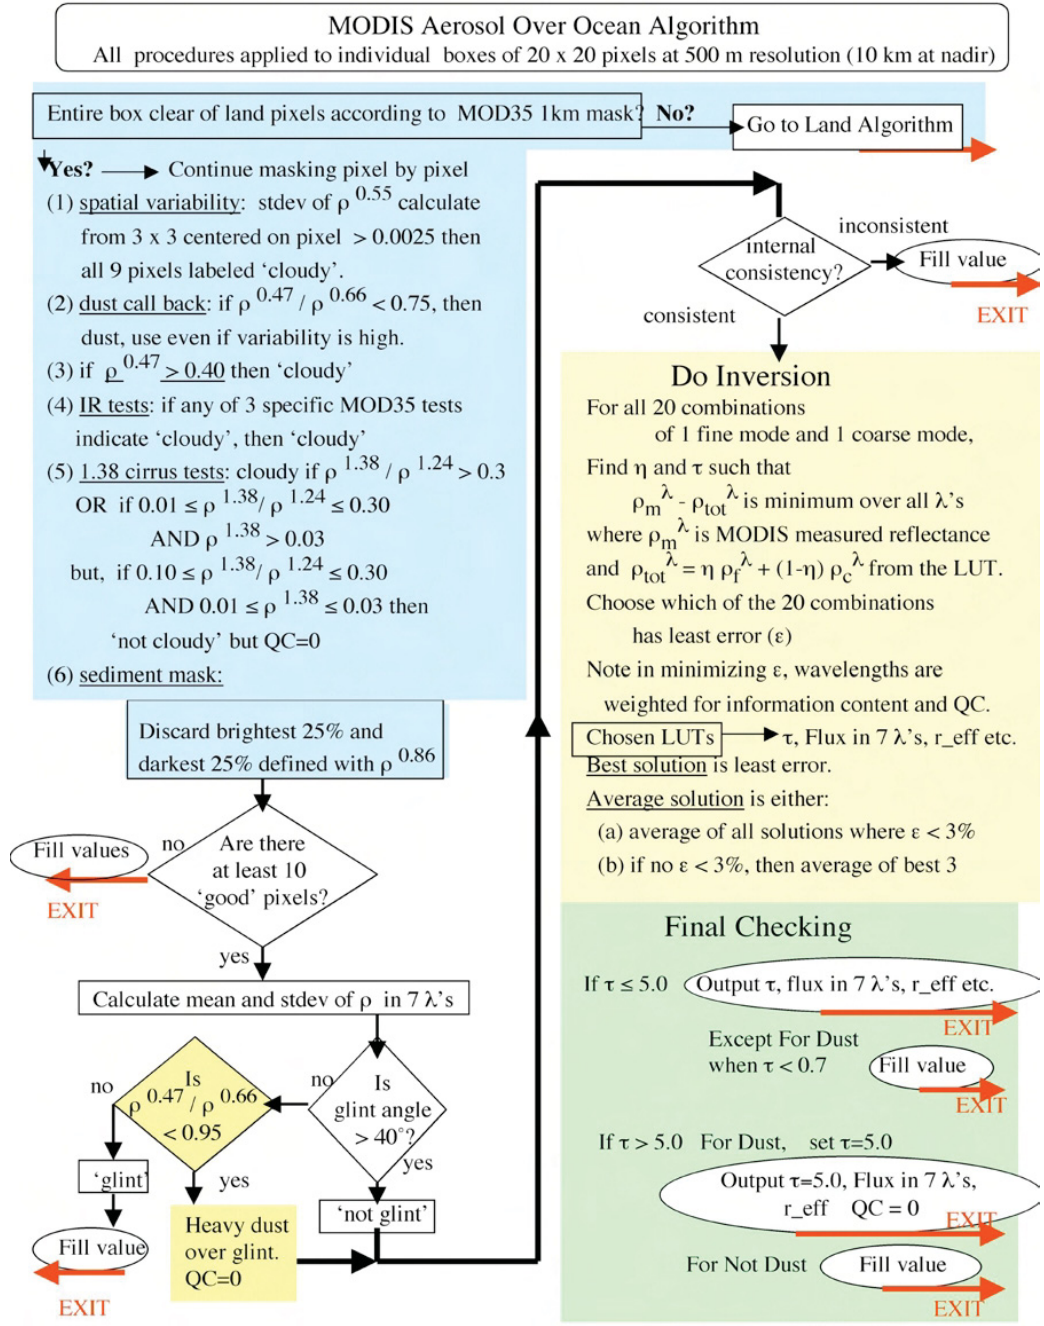 MODIS Aerosol Over Ocean Algorithm
All procedures applied to individual boxes of 20 x 20 pixels at 500 m resolution (10 km at nadir)
Entire box clear of land pixels according to MOD35 1km mask? No?
Go to Land Algorithm
Yes? Continue masking pixel by pixel
(1) spatial variability: stdev of ρ^0.55 calculate
from 3 x 3 centered on pixel > 0.0025 then
all 9 pixels labeled ‘cloudy’.
(2) dust call back: if ρ^0.47 / ρ^0.66 < 0.75, then
dust, use even if variability is high.
(3) if ρ^0.47 > 0.40 then ‘cloudy’
(4) IR tests: if any of 3 specific MOD35 tests
indicate ‘cloudy’, then ‘cloudy’
(5) 1.38 cirrus tests: cloudy if ρ^1.38 / ρ^1.24 > 0.3
OR if 0.01 ≤ ρ^1.38/ ρ^1.24 ≤ 0.30
AND ρ^1.38 > 0.03
but, if 0.10 ≤ ρ^1.38/ ρ^1.24 ≤ 0.30
AND 0.01 ≤ ρ^1.38 ≤ 0.03 then
‘not cloudy’ but QC=0
(6) sediment mask:
Discard brightest 25% and
darkest 25% defined with ρ^0.86
Are there
at least 10
‘good’ pixels?
no
Fill values
EXIT
yes
Calculate mean and stdev of ρ in 7 λ’s
Is
glint angle
> 40°?
no
yes
Is
ρ^0.47 / ρ^0.66
< 0.95
no
yes
‘glint’
Fill value
EXIT
Heavy dust
over glint.
QC=0
‘not glint’
internal
consistency?
inconsistent
Fill value
EXIT
consistent
Do Inversion
For all 20 combinations
of 1 fine mode and 1 coarse mode,
Find η and τ such that
ρ_m^λ - ρ_tot^λ is minimum over all λ’s
where ρ_m^λ is MODIS measured reflectance
and ρ_tot^λ = η ρ_f^λ + (1-η) ρ_c^λ from the LUT.
Choose which of the 20 combinations
has least error (ε)
Note in minimizing ε, wavelengths are
weighted for information content and QC.
Chosen LUTs τ, Flux in 7 λ’s, r_eff etc.
Best solution is least error.
Average solution is either:
(a) average of all solutions where ε < 3%
(b) if no ε < 3%, then average of best 3
Final Checking
If τ ≤ 5.0 Output τ, flux in 7 λ’s, r_eff etc.
EXIT
Except For Dust
when τ < 0.7
Fill value
EXIT
If τ > 5.0 For Dust, set τ=5.0
Output τ=5.0, Flux in 7 λ’s,
r_eff QC = 0
EXIT
For Not Dust Fill value
EXIT